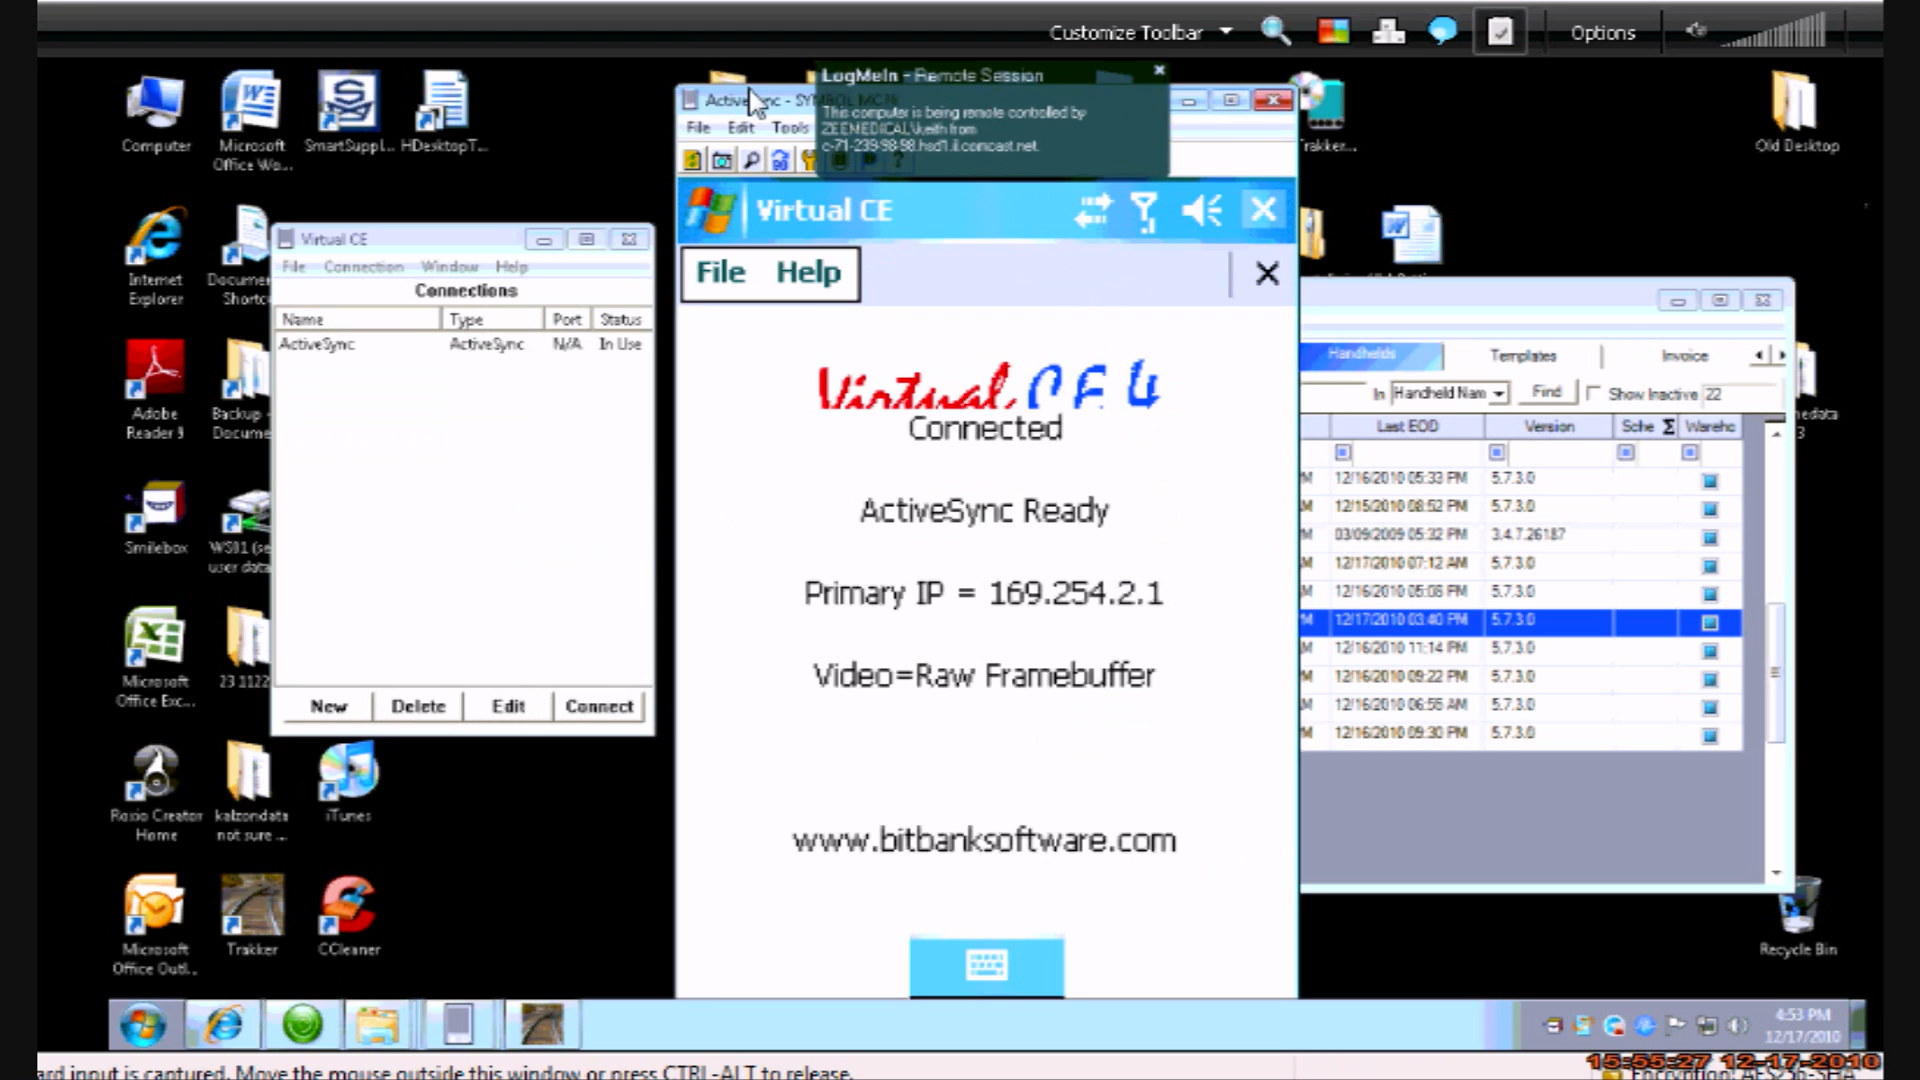 Customize Toolbar
Options
LogMeIn - Remote Session
This computer is being remote controlled by
ZEEMEDICAL\keith from
c-71-239-98-98.hsd1.il.comcast.net.
Computer
Microsoft
Office Wo...
SmartSuppl...
HDesktopT...
Old Desktop
File Edit Tools
Virtual CE
File Help
Virtual CE
File Connection Window Help
Connections
Name Type Port Status
ActiveSync ActiveSync N/A In Use
New Delete Edit Connect
Internet
Explorer
Adobe
Reader 9
Backup -
Smilebox
Microsoft
Office Exc...
23 1122
Roxio Creator
Home
kalzondata
not sure ...
iTunes
Microsoft
Office Outl...
Trakker
CCleaner
Virtual CE 4
Connected
ActiveSync Ready
Primary IP = 169.254.2.1
Video=Raw Framebuffer
www.bitbanksoftware.com
Handhelds Templates Invoice
In Handheld Nam Find Show Inactive 22
Last EOD Version Sche Σ Wareho
12/16/2010 05:33 PM 5.7.3.0
12/15/2010 08:52 PM 5.7.3.0
03/09/2009 05:32 PM 3.4.7.26187
12/17/2010 07:12 AM 5.7.3.0
12/16/2010 05:08 PM 5.7.3.0
12/17/2010 03:40 PM 5.7.3.0
12/16/2010 11:14 PM 5.7.3.0
12/16/2010 09:22 PM 5.7.3.0
12/16/2010 06:55 AM 5.7.3.0
12/16/2010 09:30 PM 5.7.3.0
Recycle Bin
4:53 PM
12/17/2010
15:55:27 12-17-2010
ard input is captured. Move the mouse outside this window or press CTRL-ALT to release.